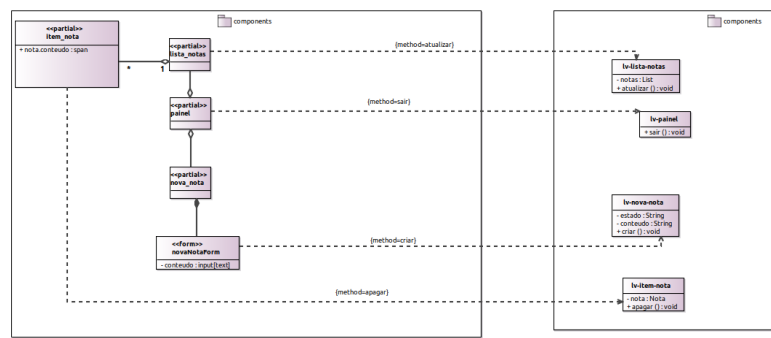 components
<<partial>>
item_nota
+ nota.conteudo : span
*
1
<<partial>>
lista_notas
{method=atualizar}
<<partial>>
painel
{method=sair}
<<partial>>
nova_nota
<<form>>
novaNotaForm
- conteudo : input[text]
{method=criar}
{method=apagar}
components
lv-lista-notas
- notas : List
+ atualizar () : void
lv-painel
+ sair () : void
lv-nova-nota
- estado : String
- conteudo : String
+ criar () : void
lv-item-nota
- nota : Nota
+ apagar () : void